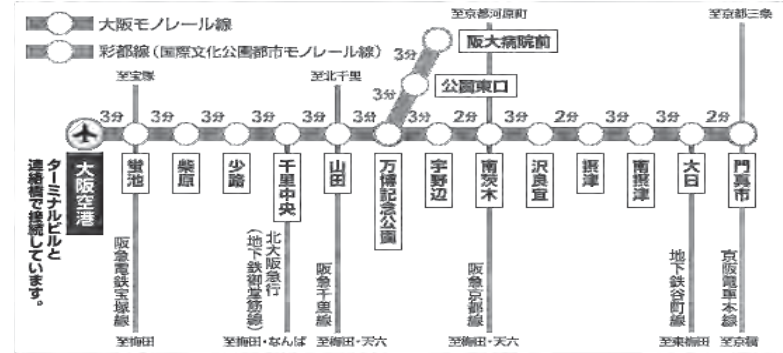 大阪モノレール線
彩都線(国際文化公園都市モノレール線)
至京都河原町
至京都三条
阪大病院前
3分
公園東口
3分
至宝塚
至北千里
3分 3分 3分 3分 3分 3分 3分 2分 3分 2分 3分 3分 2分
大阪空港
蛍池
柴原
少路
千里中央
山田
万博記念公園
宇野辺
南茨木
沢良宜
摂津
南摂津
大日
門真市
ターミナルビルと
連絡橋で接続しています。
阪急電鉄宝塚線
北大阪急行
(地下鉄御堂筋線)
阪急千里線
阪急京都線
地下鉄谷町線
京阪電車本線
至梅田
至梅田・なんば
至梅田・天六
至梅田・天六
至東梅田
至京橋